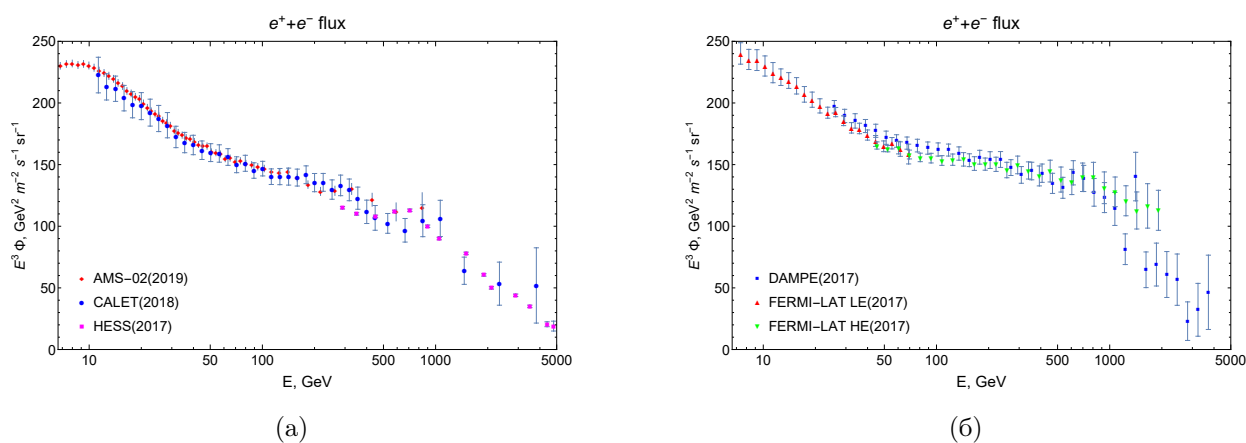 e⁺+e⁻ flux
E³ Φ, GeV² m⁻² s⁻¹ sr⁻¹
250
200
150
100
50
0
AMS−02(2019)
CALET(2018)
HESS(2017)
10 50 100 500 1000 5000
E, GeV
(а)
e⁺+e⁻ flux
E³ Φ, GeV² m⁻² s⁻¹ sr⁻¹
250
200
150
100
50
0
DAMPE(2017)
FERMI−LAT LE(2017)
FERMI−LAT HE(2017)
10 50 100 500 1000 5000
E, GeV
(б)